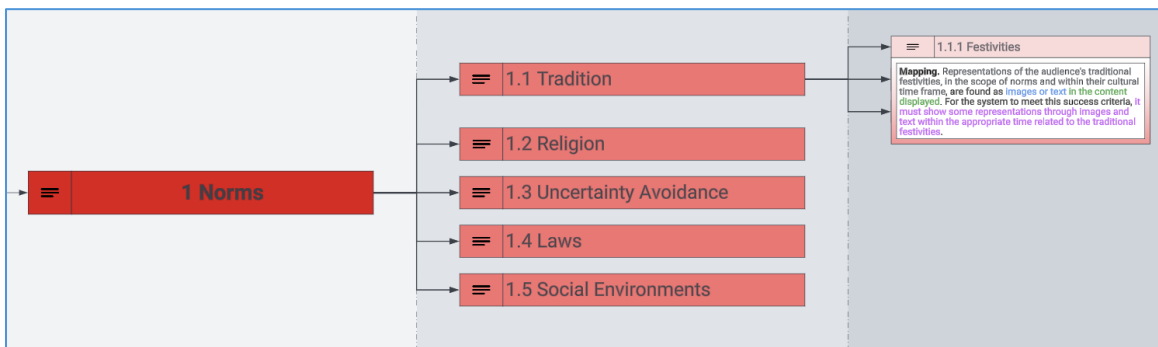 1 Norms
1.1 Tradition
1.2 Religion
1.3 Uncertainty Avoidance
1.4 Laws
1.5 Social Environments
1.1.1 Festivities
Mapping. Representations of the audience's traditional
festivities, in the scope of norms and within their cultural
time frame, are found as images or text in the content
displayed. For the system to meet this success criteria, it
must show some representations through images and
text within the appropriate time related to the traditional
festivities.